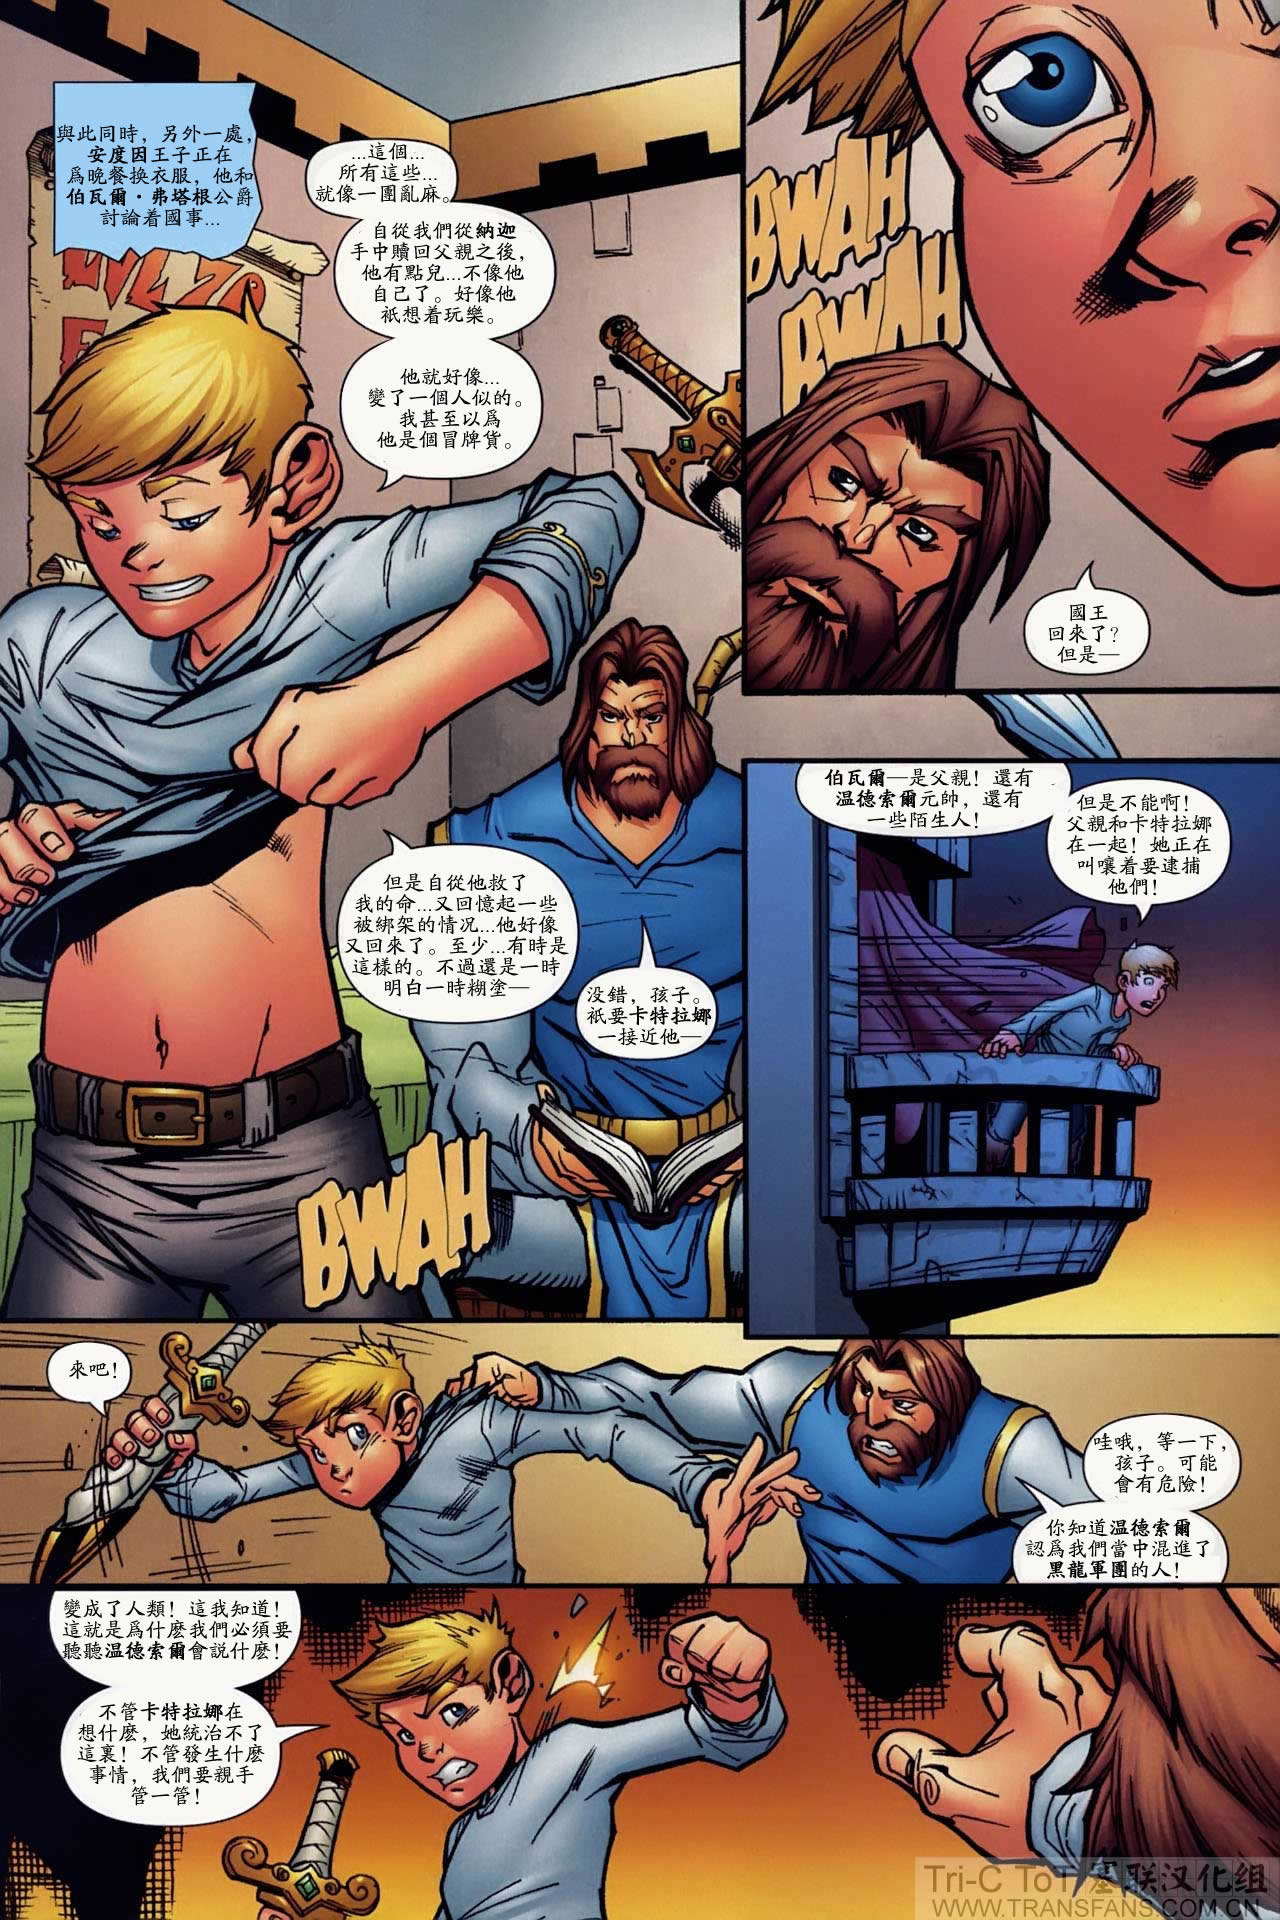 與此同時，另外一處，
安度因王子正在
爲晚餐换衣服，他和
伯瓦爾·弗塔根公爵
討論着國事...
...這個...
所有這些...
就像一團亂麻。
自從我們從納迦
手中贖回父親之後，
他有點兒...不像他
自己了。好像他
衹想着玩樂。
他就好像...
變了一個人似的。
我甚至以爲
他是個冒牌貨。
但是自從他救了
我的命...又回憶起一些
被綁架的情况...他好像
又回來了。至少...有時是
這樣的。不過還是一時
明白一時糊塗—
没錯，孩子。
衹要卡特拉娜
一接近他—
BWAH
BWAH
BWAH
國王
回來了？
但是—
伯瓦爾—是父親！還有
温德索爾元帥，還有
一些陌生人！
但是不能啊！
父親和卡特拉娜
在一起！她正在
叫嚷着要逮捕
他們！
來吧！
哇哦，等一下，
孩子。可能
會有危險！
你知道温德索爾
認爲我們當中混進了
黑龍軍團的人！
變成了人類！這我知道！
這就是爲什麽我們必須要
聽聽温德索爾會説什麽！
不管卡特拉娜在
想什麽，她統治不了
這裏！不管發生什麽
事情，我們要親手
管一管！
Tri-C ToT 塞联汉化组
WWW.TRANSFANS.COM.CN